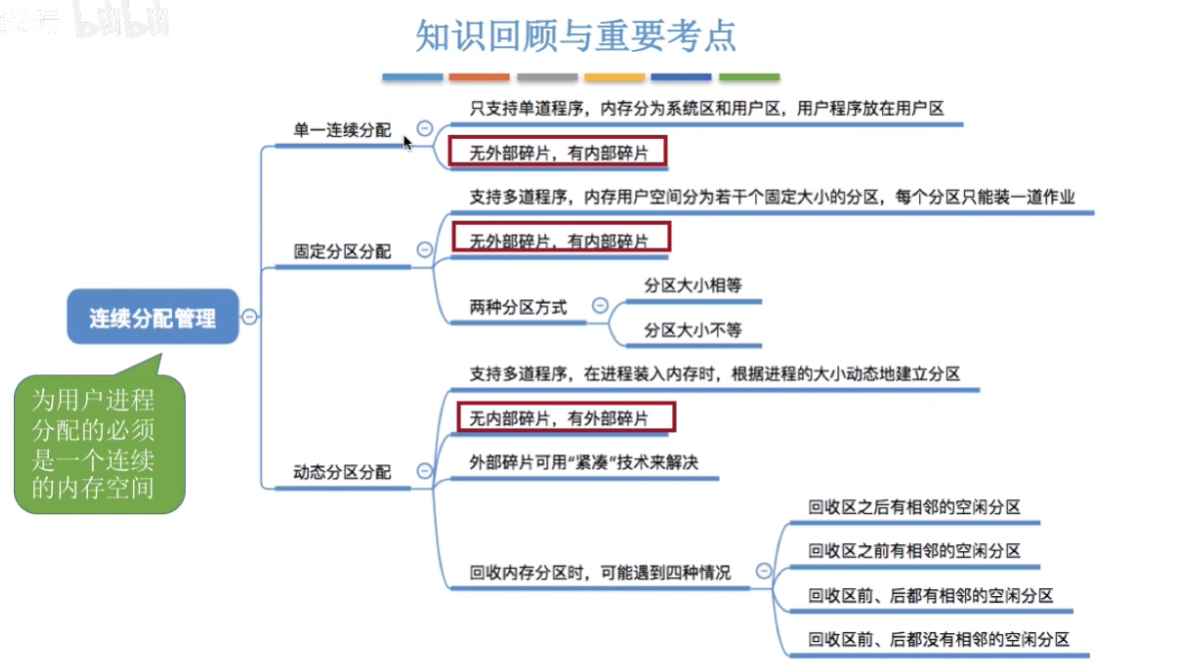 知识回顾与重要考点
单一连续分配
只支持单道程序，内存分为系统区和用户区，用户程序放在用户区
无外部碎片，有内部碎片
固定分区分配
支持多道程序，内存用户空间分为若干个固定大小的分区，每个分区只能装一道作业
无外部碎片，有内部碎片
两种分区方式
分区大小相等
分区大小不等
连续分配管理
为用户进程
分配的必须
是一个连续
的内存空间
动态分区分配
支持多道程序，在进程装入内存时，根据进程的大小动态地建立分区
无内部碎片，有外部碎片
外部碎片可用“紧凑”技术来解决
回收内存分区时，可能遇到四种情况
回收区之后有相邻的空闲分区
回收区之前有相邻的空闲分区
回收区前、后都有相邻的空闲分区
回收区前、后都没有相邻的空闲分区